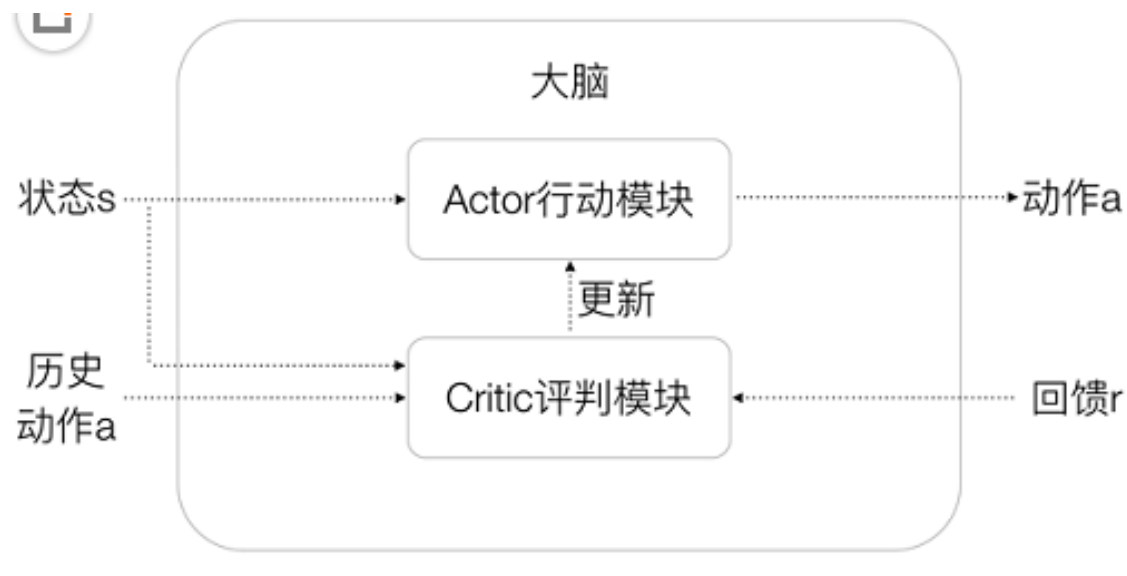 大脑
状态s
Actor行动模块
动作a
更新
历史
动作a
Critic评判模块
回馈r